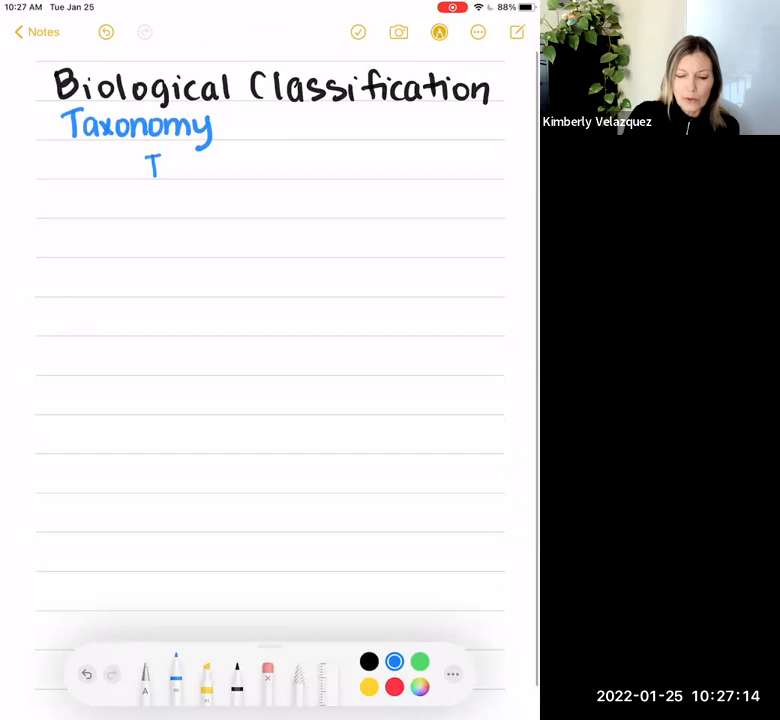 10:27 AM Tue Jan 25
88%
Notes
Biological Classification
Taxonomy
T
Kimberly Velazquez
A
2022-01-25 10:27:14